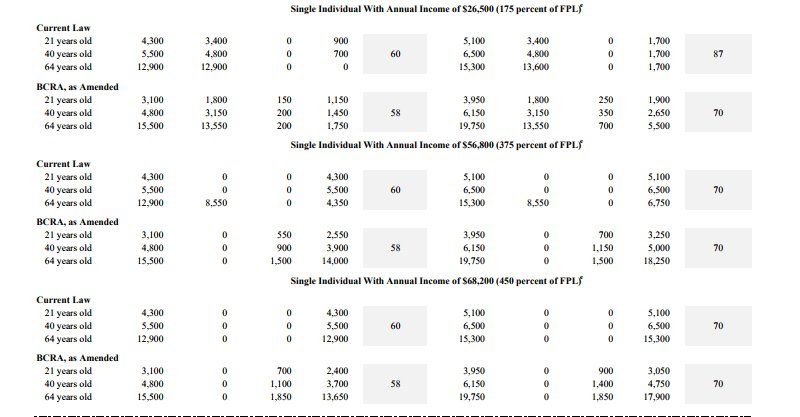 Single Individual With Annual Income of $26,500 (175 percent of FPL)f
Current Law
21 years old 4,300 3,400 0 900 5,100 3,400 0 1,700
40 years old 5,500 4,800 0 700 60 6,500 4,800 0 1,700 87
64 years old 12,900 12,900 0 0 15,300 13,600 0 1,700
BCRA, as Amended
21 years old 3,100 1,800 150 1,150 3,950 1,800 250 1,900
40 years old 4,800 3,150 200 1,450 58 6,150 3,150 350 2,650 70
64 years old 15,500 13,550 200 1,750 19,750 13,550 700 5,500
Single Individual With Annual Income of $56,800 (375 percent of FPL)f
Current Law
21 years old 4,300 0 0 4,300 5,100 0 0 5,100
40 years old 5,500 0 0 5,500 60 6,500 0 0 6,500 70
64 years old 12,900 8,550 0 4,350 15,300 8,550 0 6,750
BCRA, as Amended
21 years old 3,100 0 550 2,550 3,950 0 700 3,250
40 years old 4,800 0 900 3,900 58 6,150 0 1,150 5,000 70
64 years old 15,500 0 1,500 14,000 19,750 0 1,500 18,250
Single Individual With Annual Income of $68,200 (450 percent of FPL)f
Current Law
21 years old 4,300 0 0 4,300 5,100 0 0 5,100
40 years old 5,500 0 0 5,500 60 6,500 0 0 6,500 70
64 years old 12,900 0 0 12,900 15,300 0 0 15,300
BCRA, as Amended
21 years old 3,100 0 700 2,400 3,950 0 900 3,050
40 years old 4,800 0 1,100 3,700 58 6,150 0 1,400 4,750 70
64 years old 15,500 0 1,850 13,650 19,750 0 1,850 17,900